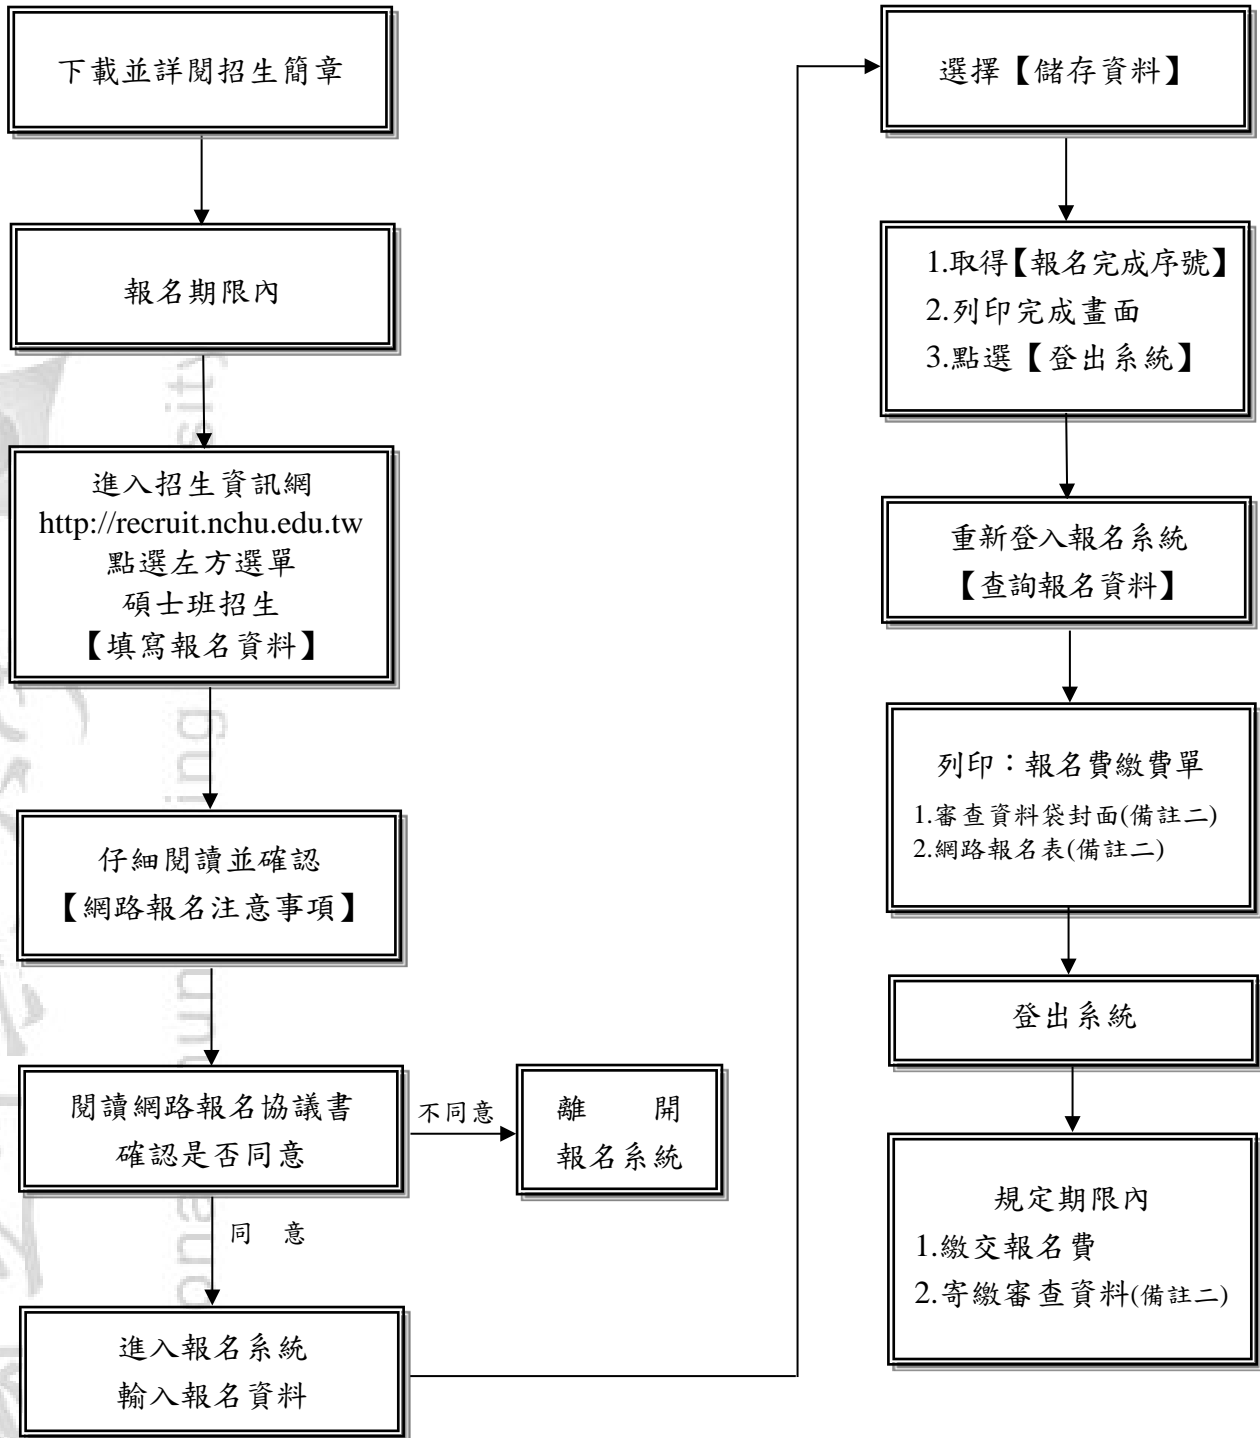 下載並詳閱招生簡章
報名期限內
進入招生資訊網
http://recruit.nchu.edu.tw
點選左方選單
碩士班招生
【填寫報名資料】
仔細閱讀並確認
【網路報名注意事項】
閱讀網路報名協議書
確認是否同意
不同意
離　　開
報名系統
同　意
進入報名系統
輸入報名資料
選擇【儲存資料】
1.取得【報名完成序號】
2.列印完成畫面
3.點選【登出系統】
重新登入報名系統
【查詢報名資料】
列印：報名費繳費單
1.審查資料袋封面(備註二)
2.網路報名表(備註二)
登出系統
規定期限內
1.繳交報名費
2.寄繳審查資料(備註二)